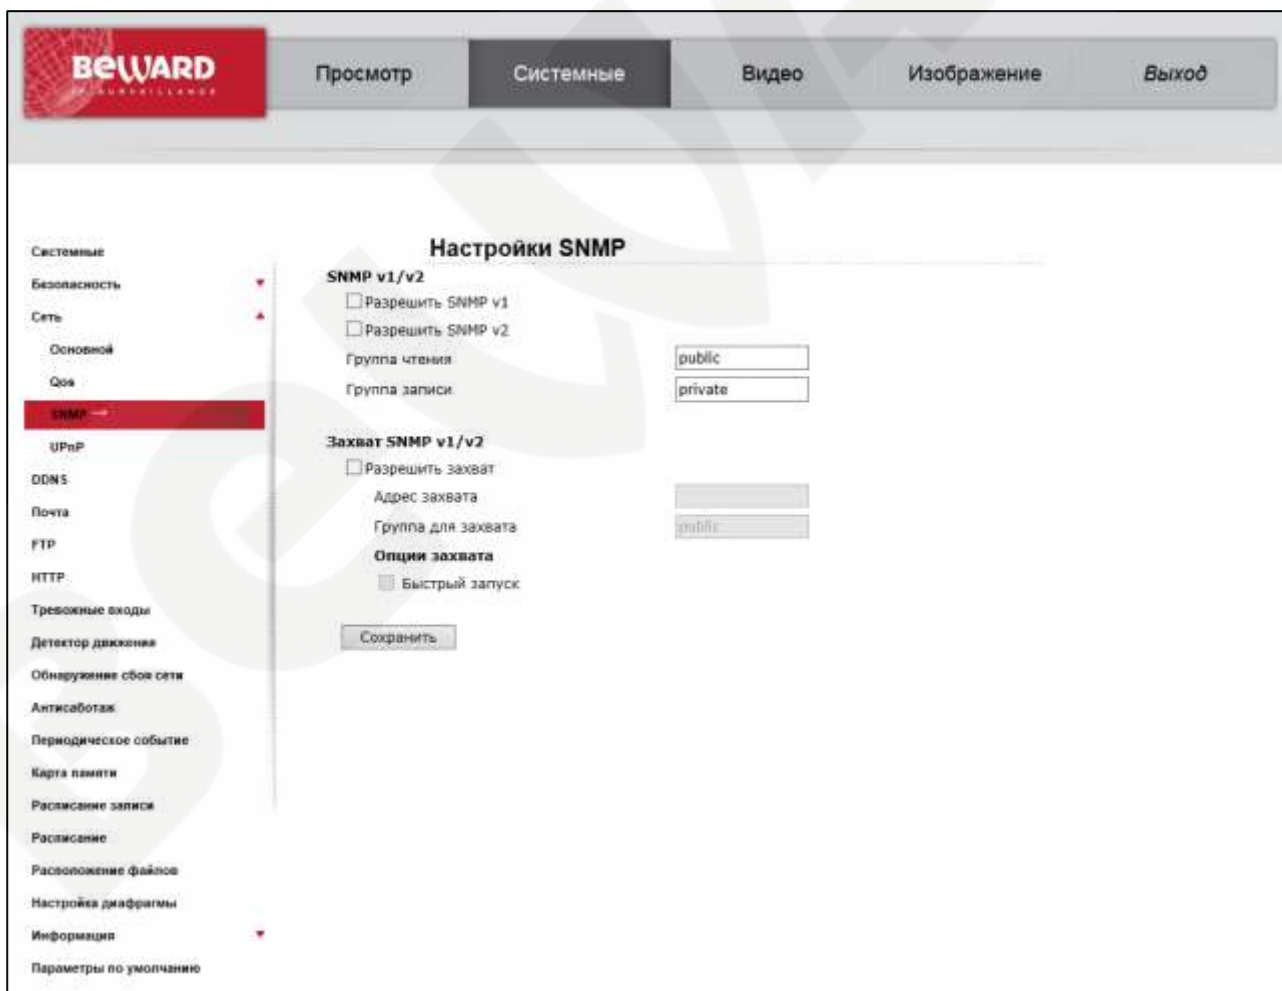 BEWARD
IP SURVEILLANCE
Просмотр
Системные
Видео
Изображение
Выход
Системные
Безопасность
Сеть
Основной
Qos
SNMP →
UPnP
DDNS
Почта
FTP
HTTP
Тревожные входы
Детектор движения
Обнаружение сбоя сети
Антисаботаж
Периодическое событие
Карта памяти
Расписание записи
Расписание
Расположение файлов
Настройка диафрагмы
Информация
Параметры по умолчанию
Настройки SNMP
SNMP v1/v2
Разрешить SNMP v1
Разрешить SNMP v2
Группа чтения public
Группа записи private
Захват SNMP v1/v2
Разрешить захват
Адрес захвата
Группа для захвата public
Опции захвата
Быстрый запуск
Сохранить